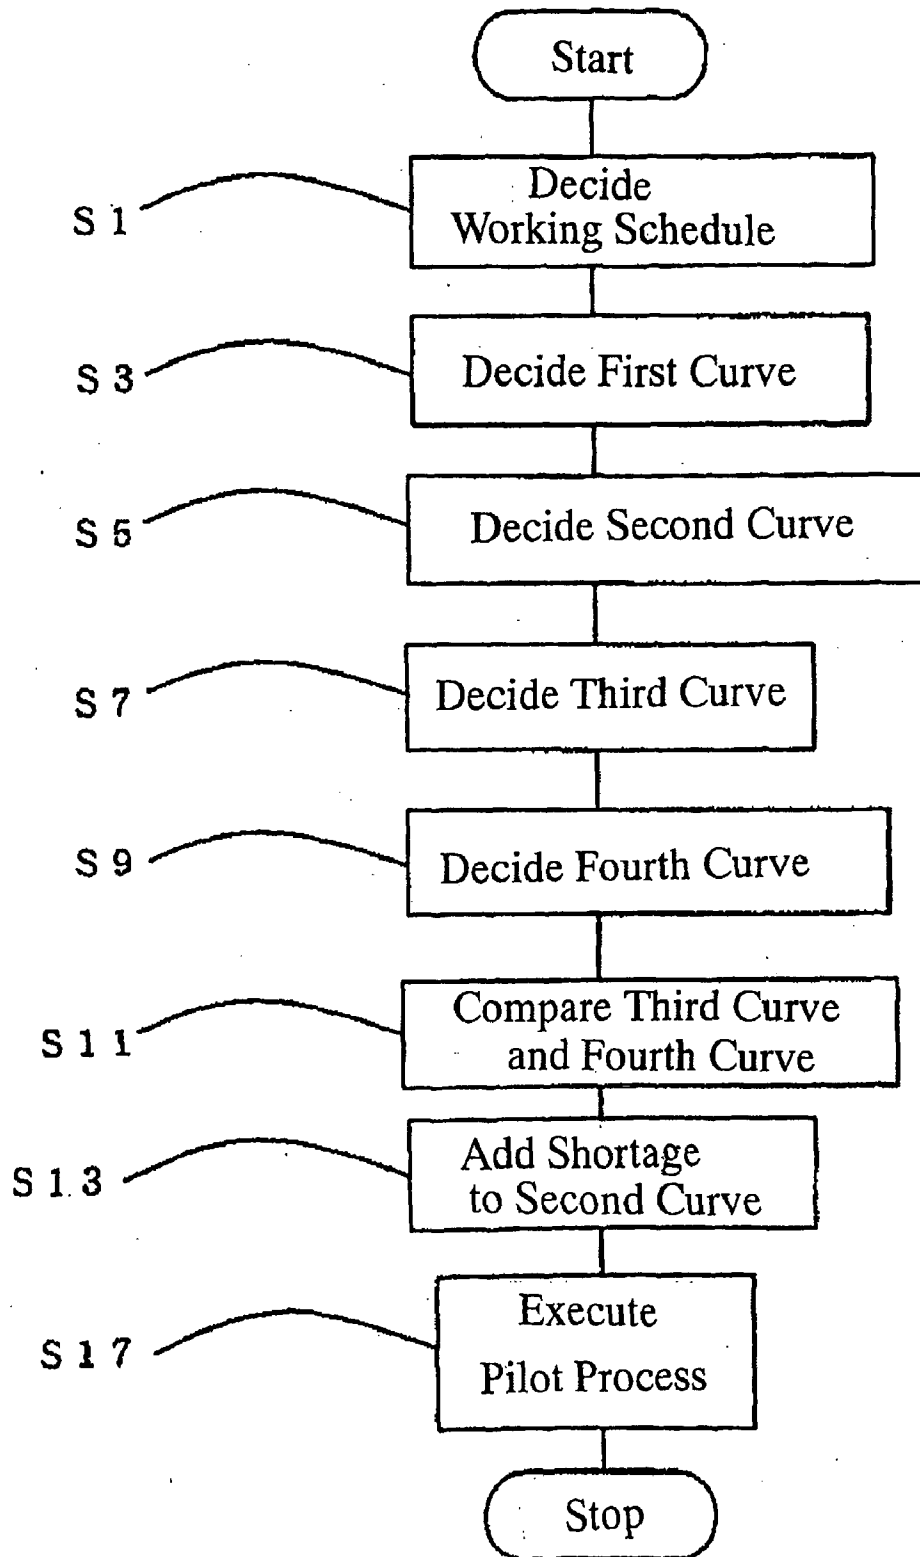 Start
S 1
Decide
Working Schedule
S 3
Decide First Curve
S 5
Decide Second Curve
S 7
Decide Third Curve
S 9
Decide Fourth Curve
S 1 1
Compare Third Curve
and Fourth Curve
S 1 3
Add Shortage
to Second Curve
S 1 7
Execute
Pilot Process
Stop